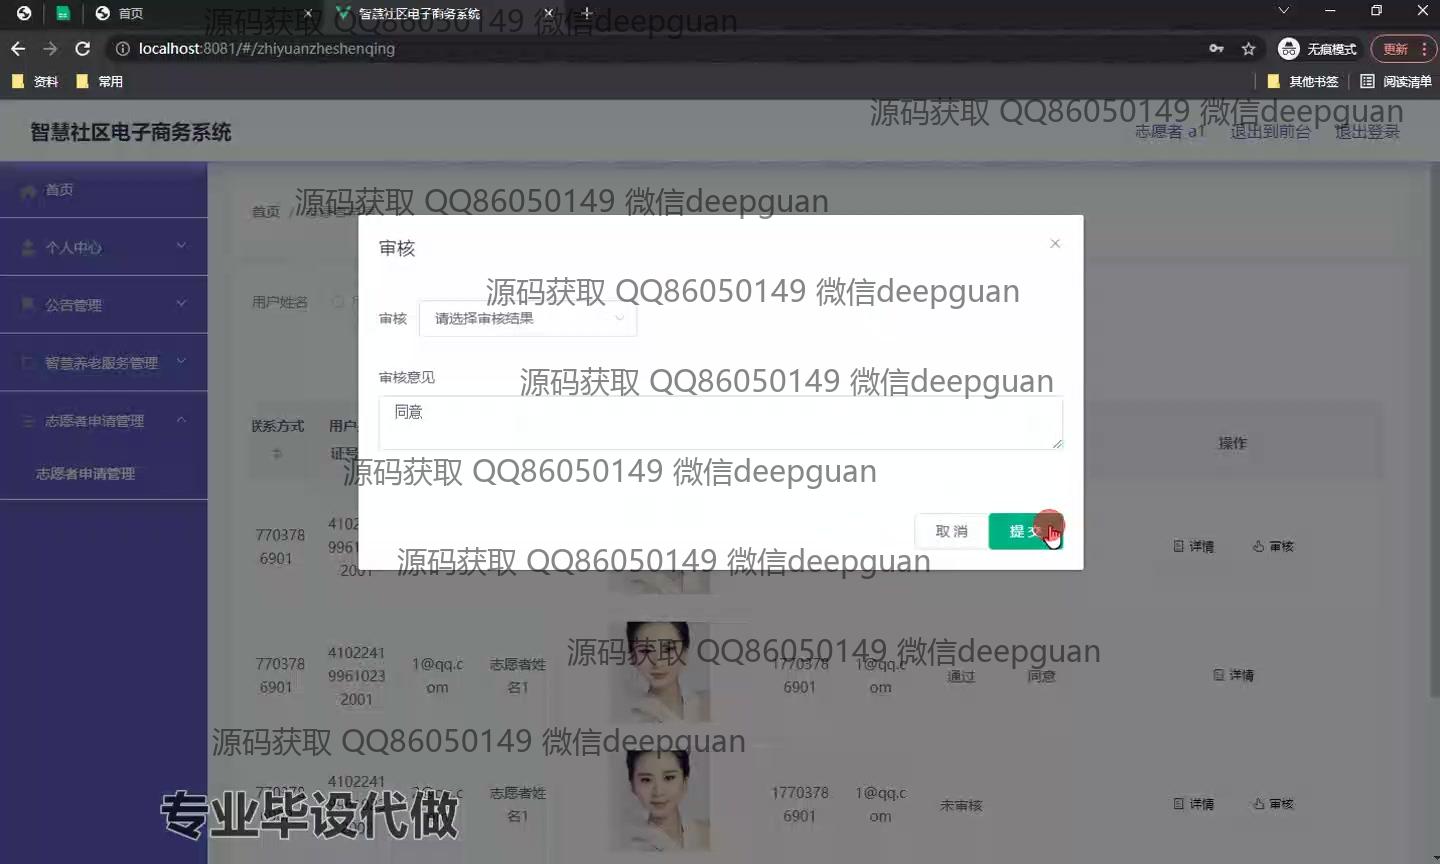 首页
智慧社区电子商务系统
源码获取 QQ86050149 微信deepguan
localhost:8081/#/zhiyuanzheshenqing
无痕模式
更新
资料
常用
其他书签
阅读清单
源码获取 QQ86050149 微信deepguan
智慧社区电子商务系统
志愿者 a1
退出到前台
退出登录
首页
源码获取 QQ86050149 微信deepguan
首页 /
个人中心
审核
源码获取 QQ86050149 微信deepguan
公告管理
用户姓名
审核
请选择审核结果
智慧养老服务管理
审核意见
源码获取 QQ86050149 微信deepguan
同意
志愿者申请管理
联系方式
操作
志愿者申请管理
源码获取 QQ86050149 微信deepguan
取消
提交
770378
6901
详情
审核
源码获取 QQ86050149 微信deepguan
源码获取 QQ86050149 微信deepguan
770378
6901
4102241
9961023
2001
1@qq.c
om
志愿者姓
名1
1770378
6901
1@qq.c
om
通过
同意
详情
源码获取 QQ86050149 微信deepguan
专业毕设代做
4102241
志愿者姓
名1
1770378
6901
1@qq.c
om
未审核
详情
审核